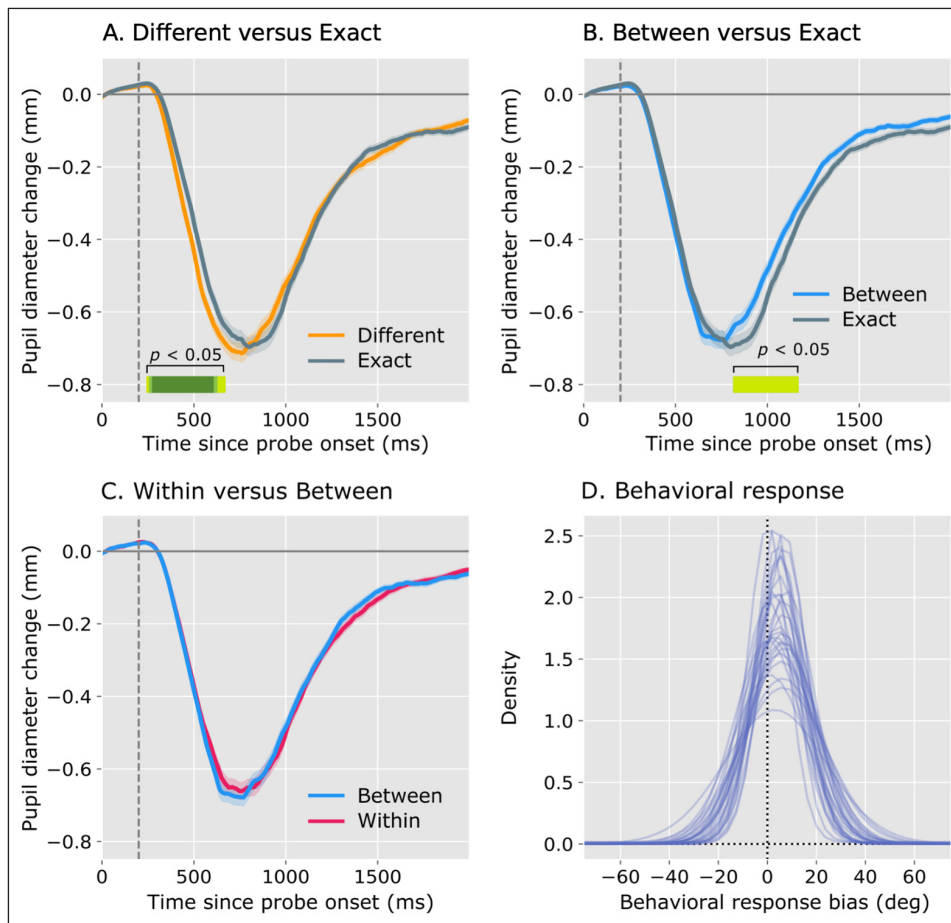 A. Different versus Exact
Pupil diameter change (mm)
0.0
−0.2
−0.4
−0.6
−0.8
Different
Exact
p < 0.05
0 500 1000 1500
Time since probe onset (ms)
B. Between versus Exact
Pupil diameter change (mm)
0.0
−0.2
−0.4
−0.6
−0.8
Between
Exact
p < 0.05
0 500 1000 1500
Time since probe onset (ms)
C. Within versus Between
Pupil diameter change (mm)
0.0
−0.2
−0.4
−0.6
−0.8
Between
Within
0 500 1000 1500
Time since probe onset (ms)
D. Behavioral response
Density
2.5
2.0
1.5
1.0
0.5
0.0
−60 −40 −20 0 20 40 60
Behavioral response bias (deg)